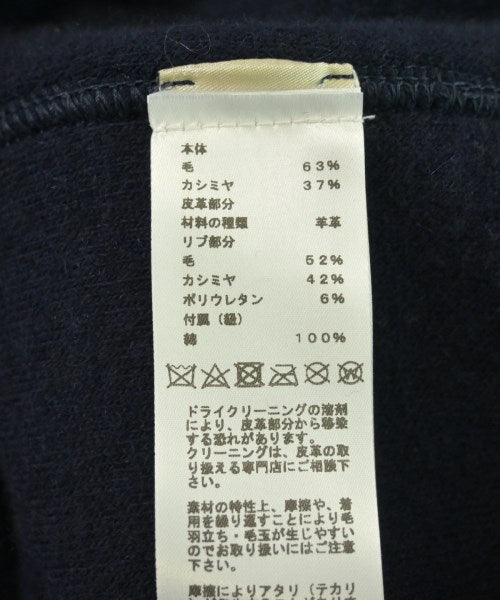 本体
毛 63%
カシミヤ 37%
皮革部分
材料の種類 羊革
リブ部分
毛 52%
カシミヤ 42%
ポリウレタン 6%
付属（紐）
綿 100%
ドライクリーニングの溶剤
により、皮革部分から移染
する恐れがあります。
クリーニングは、皮革の取
り扱える専門店にご相談下
さい。
素材の特性上、摩擦や、着
用を繰り返すことにより毛
羽立ち・毛玉が生じやすい
のでお取り扱いにはご注意
下さい。
摩擦によりアタリ（テカリ